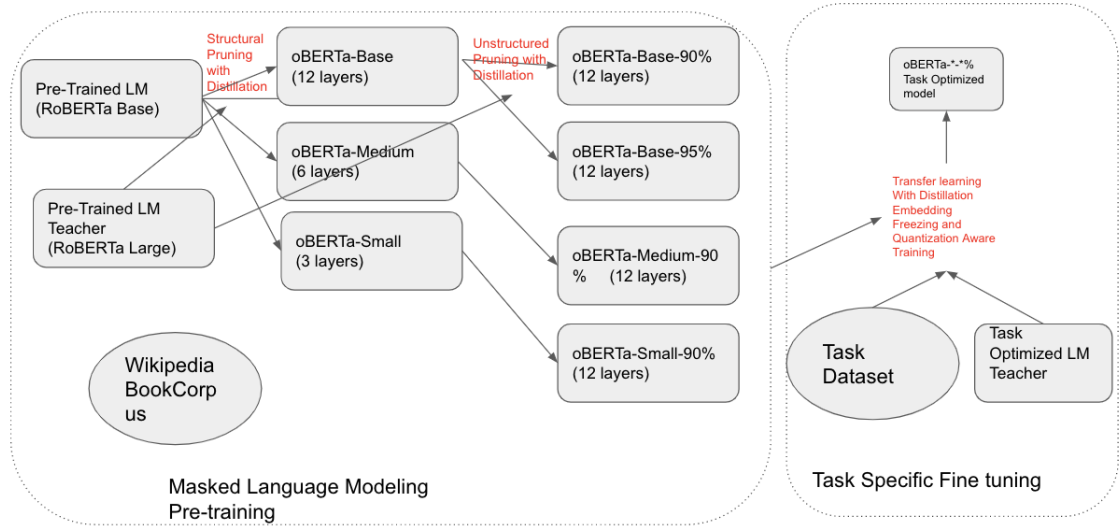 Structural
Pruning
with
Distillation
oBERTa-Base
(12 layers)
Unstructured
Pruning with
Distillation
oBERTa-Base-90%
(12 layers)
Pre-Trained LM
(RoBERTa Base)
oBERTa-Medium
(6 layers)
oBERTa-Base-95%
(12 layers)
Pre-Trained LM
Teacher
(RoBERTa Large)
oBERTa-Small
(3 layers)
oBERTa-Medium-90
% (12 layers)
oBERTa-Small-90%
(12 layers)
Wikipedia
BookCorp
us
Masked Language Modeling
Pre-training
oBERTa-*-*%
Task Optimized
model
Transfer learning
With Distillation
Embedding
Freezing and
Quantization Aware
Training
Task
Dataset
Task
Optimized LM
Teacher
Task Specific Fine tuning